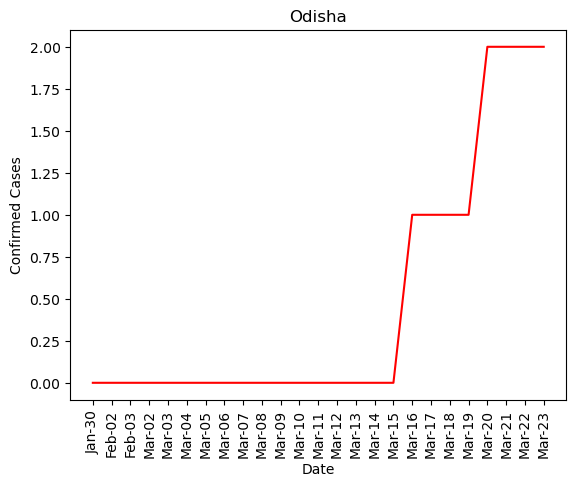 Odisha
Confirmed Cases
2.00
1.75
1.50
1.25
1.00
0.75
0.50
0.25
0.00
Jan-30
Feb-02
Feb-03
Mar-02
Mar-03
Mar-04
Mar-05
Mar-06
Mar-07
Mar-08
Mar-09
Mar-10
Mar-11
Mar-12
Mar-13
Mar-14
Mar-15
Mar-16
Mar-17
Mar-18
Mar-19
Mar-20
Mar-21
Mar-22
Mar-23
Date